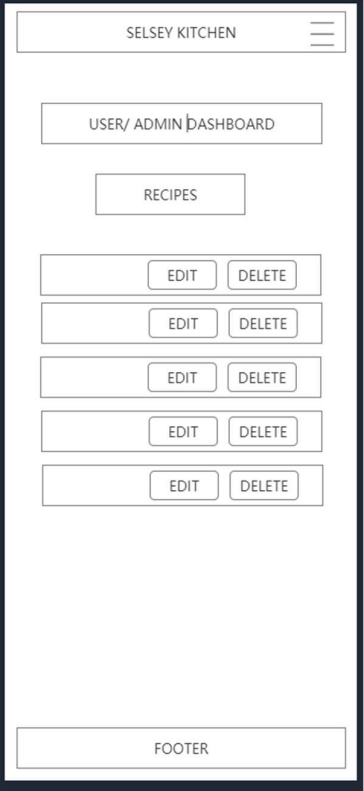 SELSEY KITCHEN
USER/ ADMIN DASHBOARD
RECIPES
EDIT DELETE
EDIT DELETE
EDIT DELETE
EDIT DELETE
EDIT DELETE
FOOTER